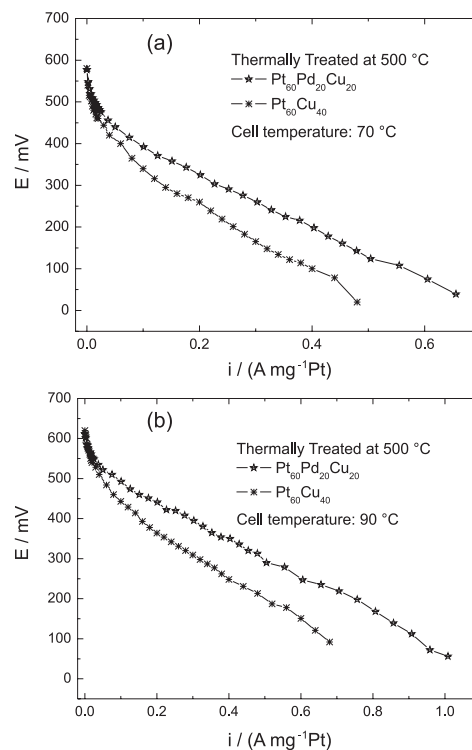 (a)
Thermally Treated at 500 °C
Pt60Pd20Cu20
Pt60Cu40
Cell temperature: 70 °C
700
600
500
400
300
200
100
0
E / mV
0.0 0.2 0.4 0.6
i / (A mg-1Pt)
(b)
Thermally Treated at 500 °C
Pt60Pd20Cu20
Pt60Cu40
Cell temperature: 90 °C
700
600
500
400
300
200
100
0
E / mV
0.0 0.2 0.4 0.6 0.8 1.0
i / (A mg-1Pt)